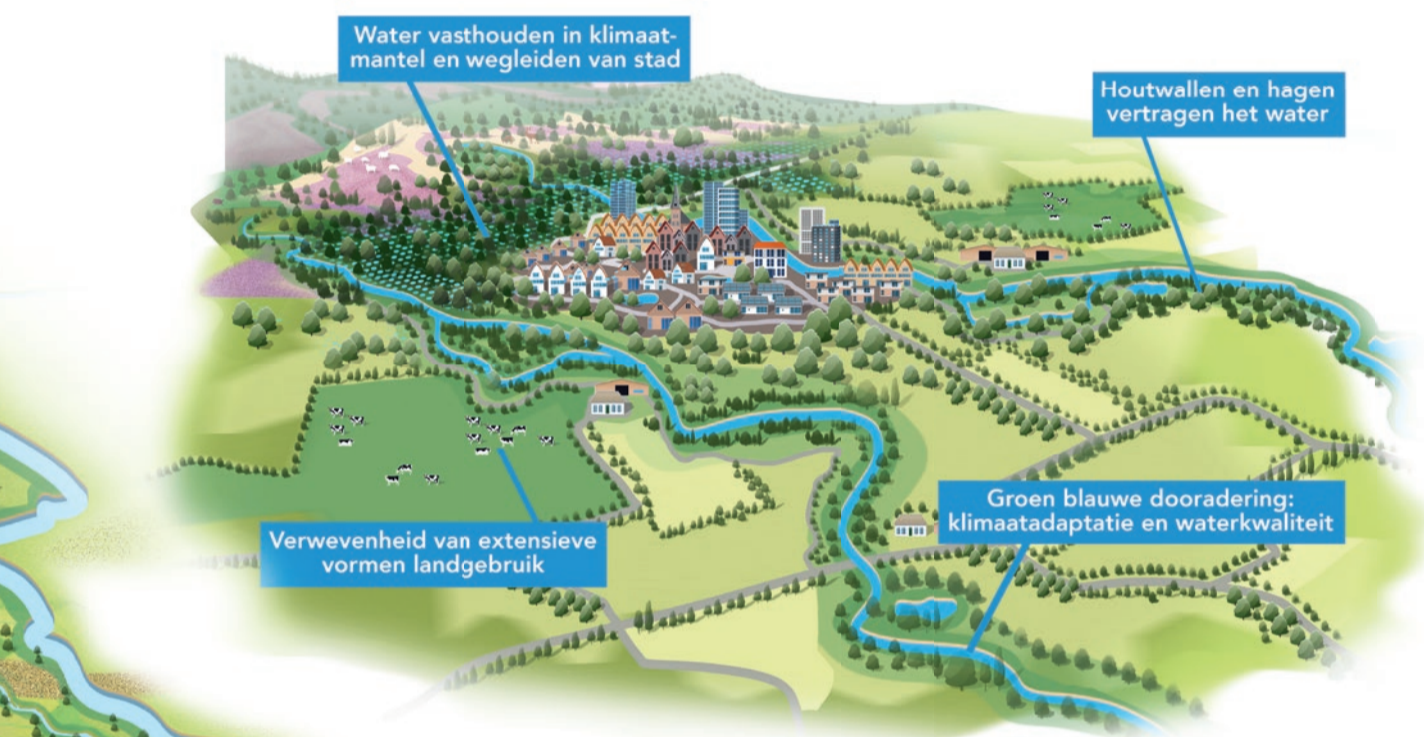 Water vasthouden in klimaat-
mantel en wegleiden van stad
Houtwallen en hagen
vertragen het water
Groen blauwe dooradering:
klimaatadaptatie en waterkwaliteit
Verwevenheid van extensieve
vormen landgebruik